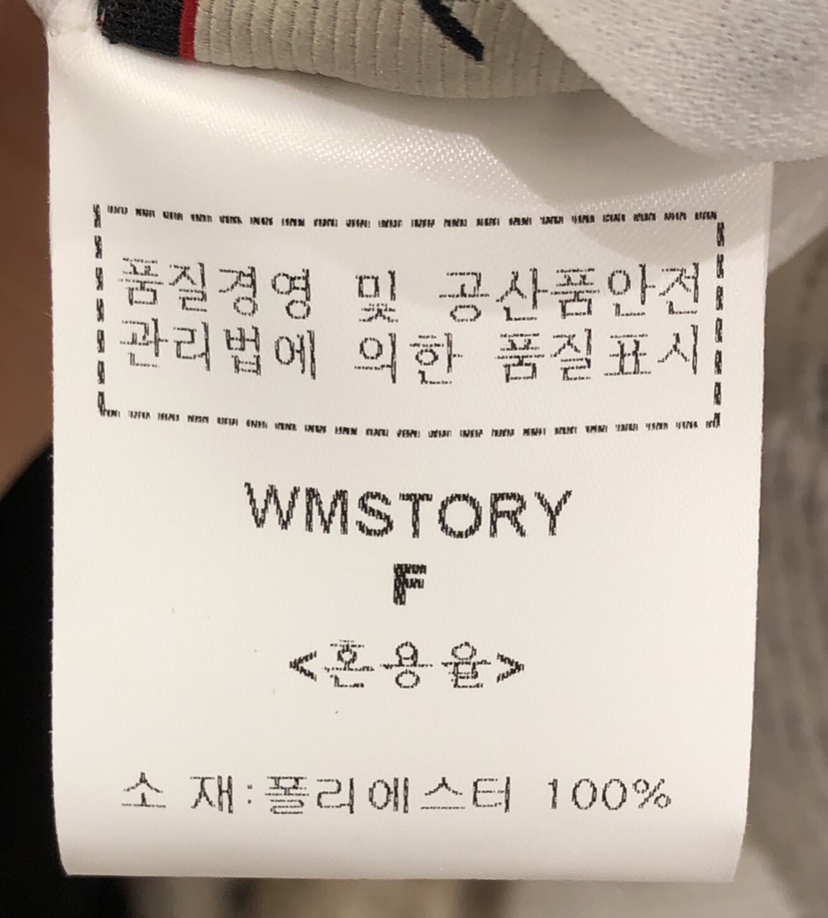 품질경영 및 공산품안전
관리법에 의한 품질표시
WMSTORY
F
<혼용율>
소 재:폴리에스터 100%